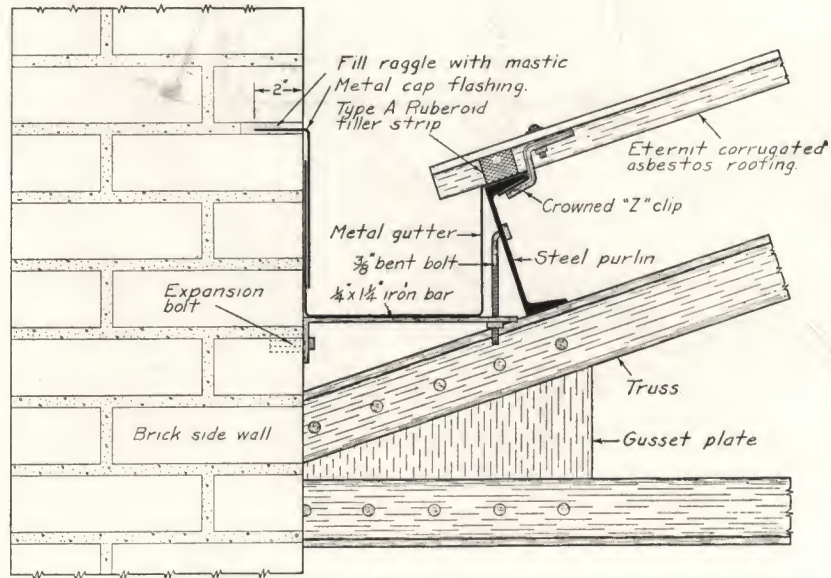 Fill raggle with mastic
2"
Metal cap flashing.
Type A Ruberoid
filler strip
Eternit corrugated
asbestos roofing.
Crowned "Z" clip
Metal gutter
3/8" bent bolt
Steel purlin
1/4" x 1 1/4" iron bar
Expansion
bolt
Truss
Brick side wall
Gusset plate